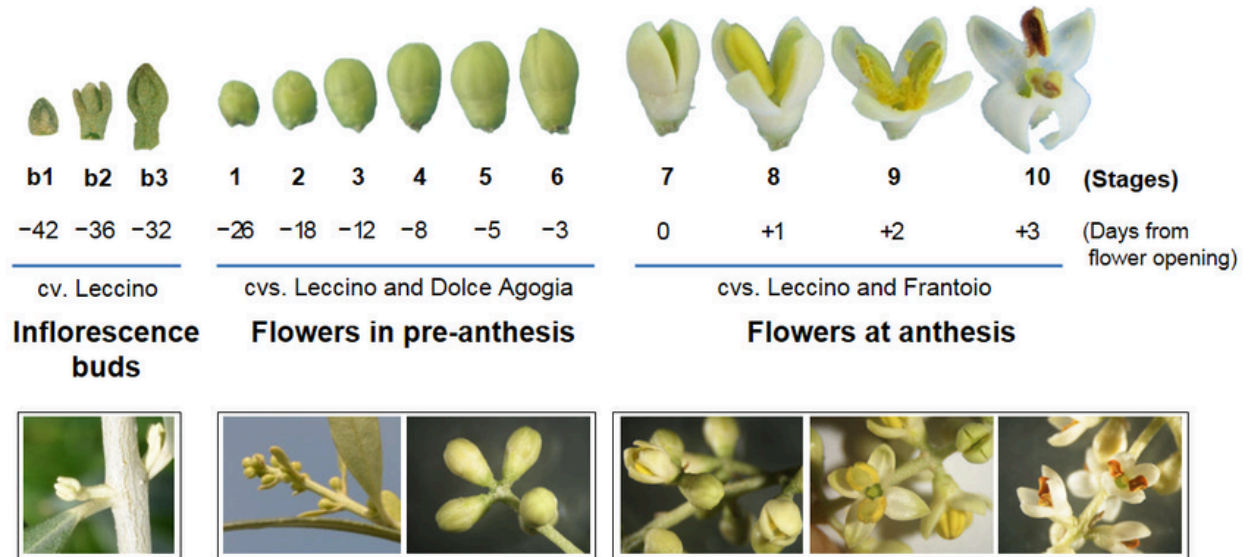 b1 b2 b3 1 2 3 4 5 6 7 8 9 10 (Stages)
−42 −36 −32 −26 −18 −12 −8 −5 −3 0 +1 +2 +3 (Days from
flower opening)
cv. Leccino cvs. Leccino and Dolce Agogia cvs. Leccino and Frantoio
Inflorescence
buds
Flowers in pre-anthesis
Flowers at anthesis